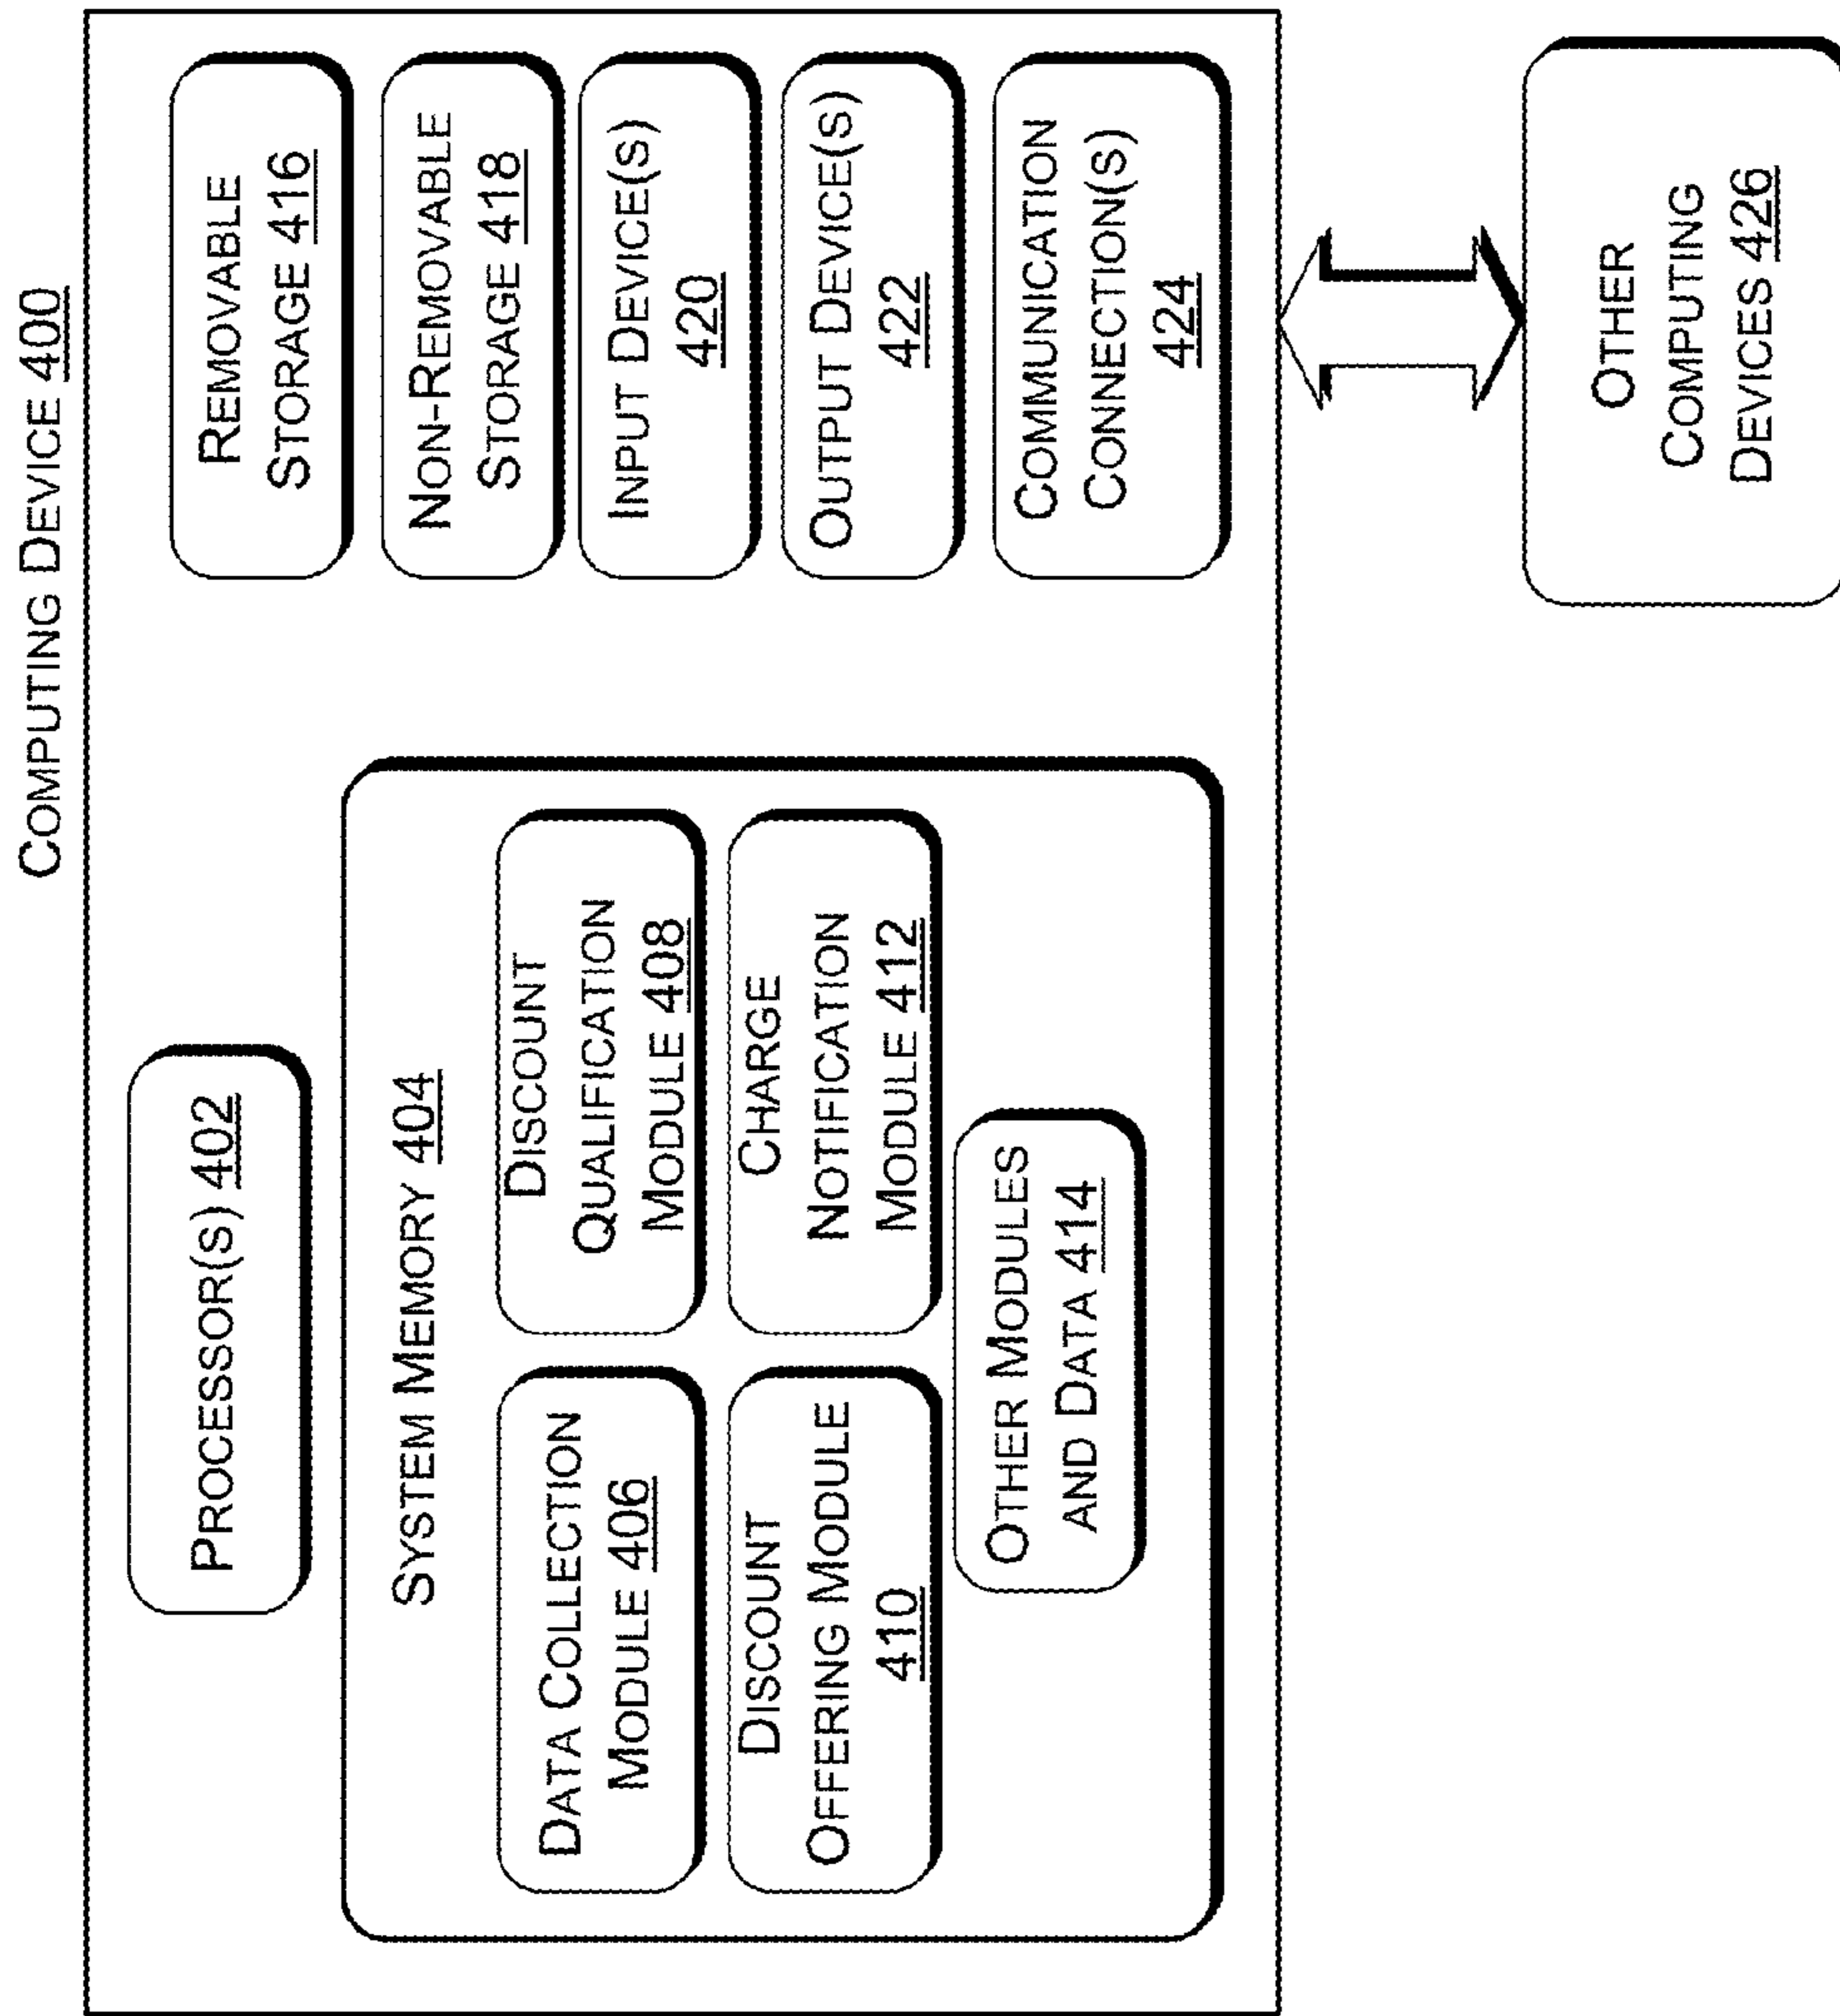 COMPUTING DEVICE 400
PROCESSOR(S) 402
SYSTEM MEMORY 404
DATA COLLECTION
MODULE 406
DISCOUNT
QUALIFICATION
MODULE 408
DISCOUNT
OFFERING MODULE
410
CHARGE
NOTIFICATION
MODULE 412
OTHER MODULES
AND DATA 414
REMOVABLE
STORAGE 416
NON-REMOVABLE
STORAGE 418
INPUT DEVICE(S)
420
OUTPUT DEVICE(S)
422
COMMUNICATION
CONNECTION(S)
424
OTHER
COMPUTING
DEVICES 426